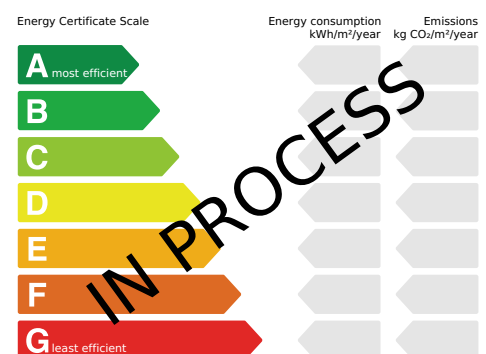 Energy Certificate Scale
Energy consumption
kWh/m²/year
Emissions
kg CO₂/m²/year
A most efficient
B
C
D
E
F
G least efficient
IN PROCESS